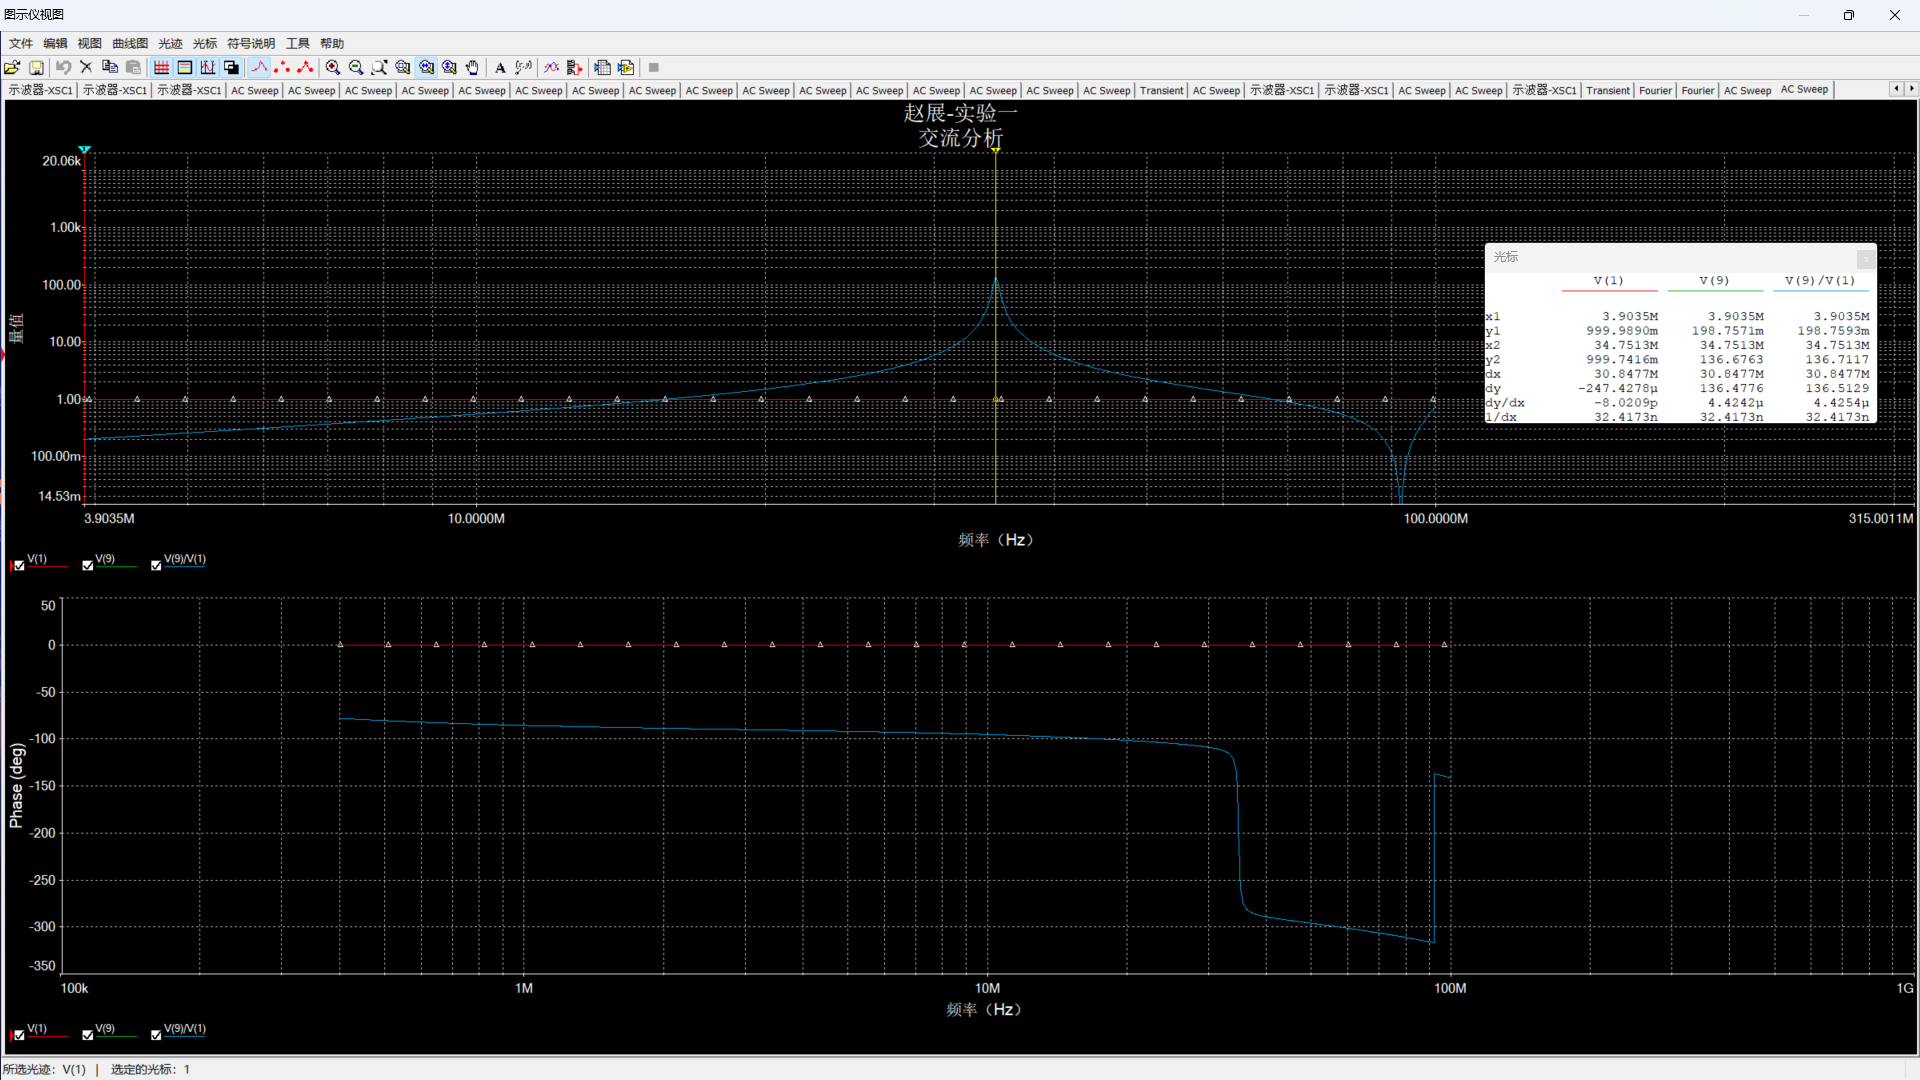 图示仪视图
文件 编辑 视图 曲线图 光迹 光标 符号说明 工具 帮助
示波器-XSC1 示波器-XSC1 示波器-XSC1 AC Sweep AC Sweep AC Sweep AC Sweep AC Sweep AC Sweep AC Sweep AC Sweep AC Sweep AC Sweep AC Sweep AC Sweep AC Sweep AC Sweep AC Sweep AC Sweep Transient AC Sweep 示波器-XSC1 示波器-XSC1 AC Sweep AC Sweep 示波器-XSC1 Transient Fourier Fourier AC Sweep AC Sweep
赵展-实验一
交流分析
20.06k
1.00k
100.00
10.00
1.00
100.00m
14.53m
量值
3.9035M 10.0000M 100.0000M 315.0011M
频率（Hz）
V(1) V(9) V(9)/V(1)
光标
V(1) V(9) V(9)/V(1)
x1 3.9035M 3.9035M 3.9035M
y1 999.9890m 198.7571m 198.7593m
x2 34.7513M 34.7513M 34.7513M
y2 999.7416m 136.6763 136.7117
dx 30.8477M 30.8477M 30.8477M
dy -247.4278μ 136.4776 136.5129
dy/dx -8.0209p 4.4242μ 4.4254μ
1/dx 32.4173n 32.4173n 32.4173n
50
0
-50
-100
-150
-200
-250
-300
-350
Phase (deg)
100k 1M 10M 100M 1G
频率（Hz）
V(1) V(9) V(9)/V(1)
所选光迹: V(1) | 选定的光标: 1